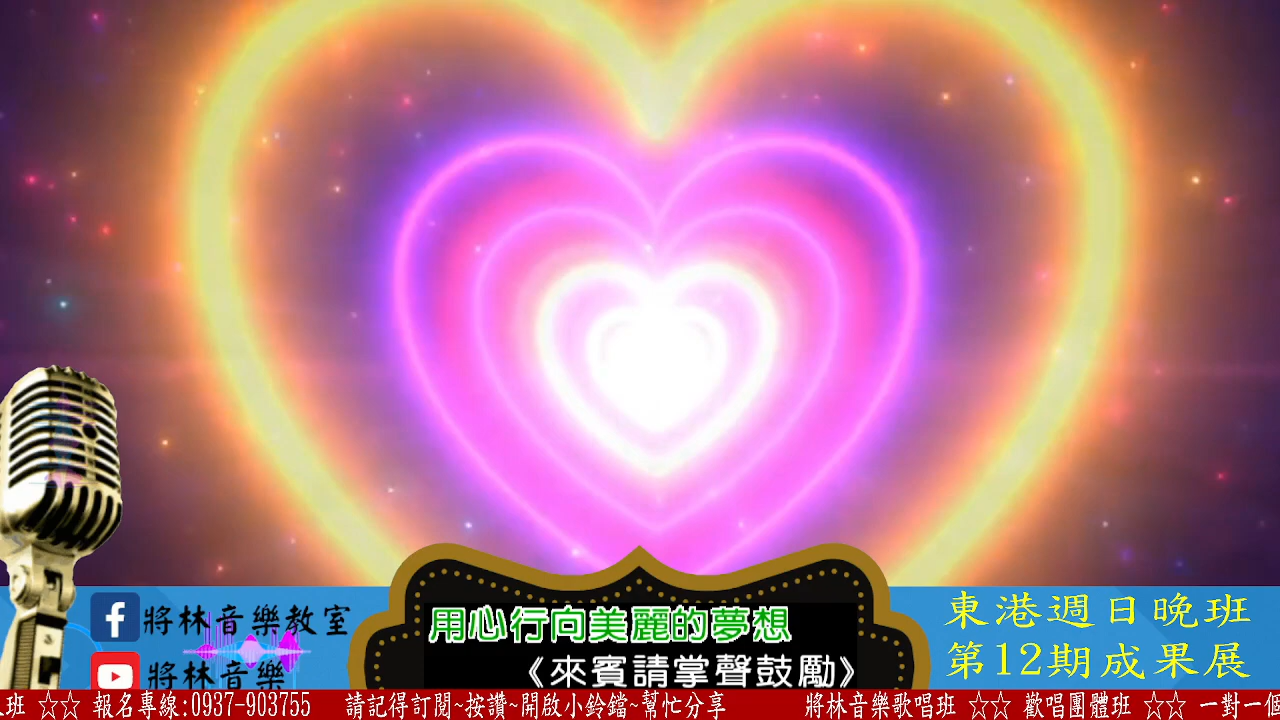 將林音樂教室
將林音樂
用心行向美麗的夢想
《來賓請掌聲鼓勵》
東港週日晚班
第12期成果展
班 ☆☆ 報名專線:0937-903755 請記得訂閱~按讚~開啟小鈴鐺~幫忙分享 將林音樂歌唱班 ☆☆ 歡唱團體班 ☆☆ 一對一個